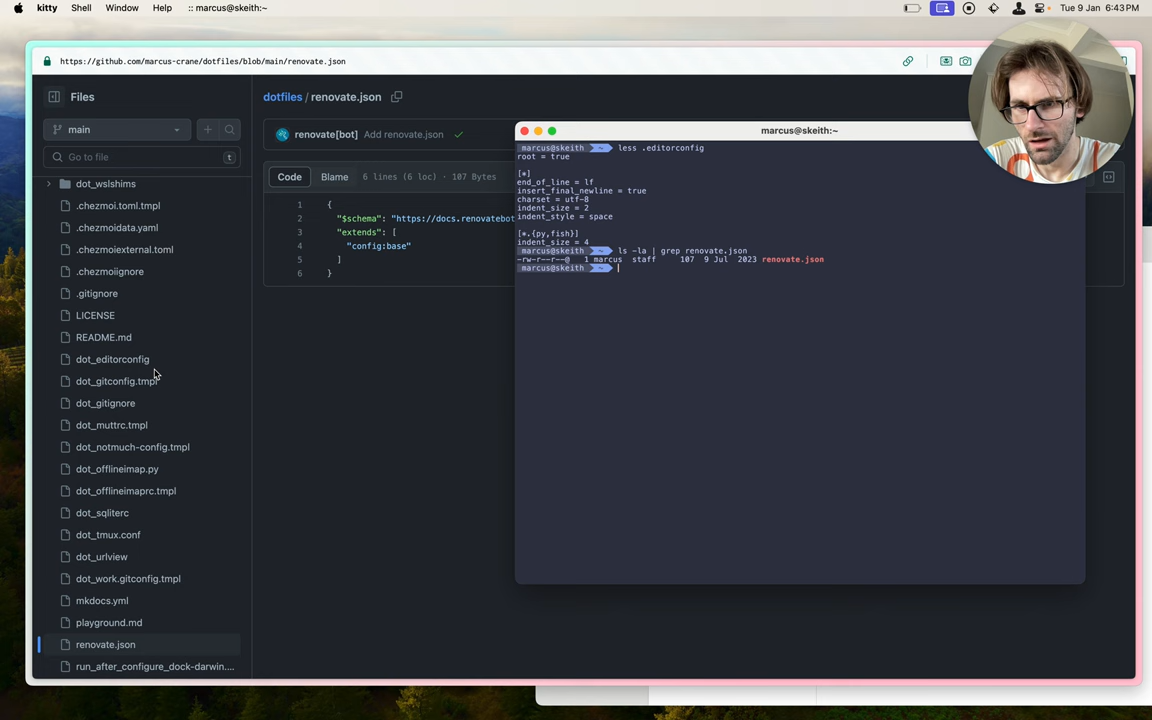 kitty Shell Window Help :: marcus@skeith:~ Tue 9 Jan 6:43 PM
https://github.com/marcus-crane/dotfiles/blob/main/renovate.json
Files
main
Go to file t
dot_wslshims
.chezmoi.toml.tmpl
.chezmoidata.yaml
.chezmoiexternal.toml
.chezmoiignore
.gitignore
LICENSE
README.md
dot_editorconfig
dot_gitconfig.tmpl
dot_gitignore
dot_muttrc.tmpl
dot_notmuch-config.tmpl
dot_offlineimap.py
dot_offlineimaprc.tmpl
dot_sqliterc
dot_tmux.conf
dot_urlview
dot_work.gitconfig.tmpl
mkdocs.yml
playground.md
renovate.json
run_after_configure_dock-darwin....
dotfiles / renovate.json
renovate[bot] Add renovate.json
Code Blame 6 lines (6 loc) · 107 Bytes
1 {
2 "$schema": "https://docs.renovatebot
3 "extends": [
4 "config:base"
5 ]
6 }
marcus@skeith:~
marcus@skeith ~ less .editorconfig
root = true
[*]
end_of_line = lf
insert_final_newline = true
charset = utf-8
indent_size = 2
indent_style = space
[*.{py,fish}]
indent_size = 4
marcus@skeith ~ ls -la | grep renovate.json
-rw-r--r--@ 1 marcus staff 107 9 Jul 2023 renovate.json
marcus@skeith ~